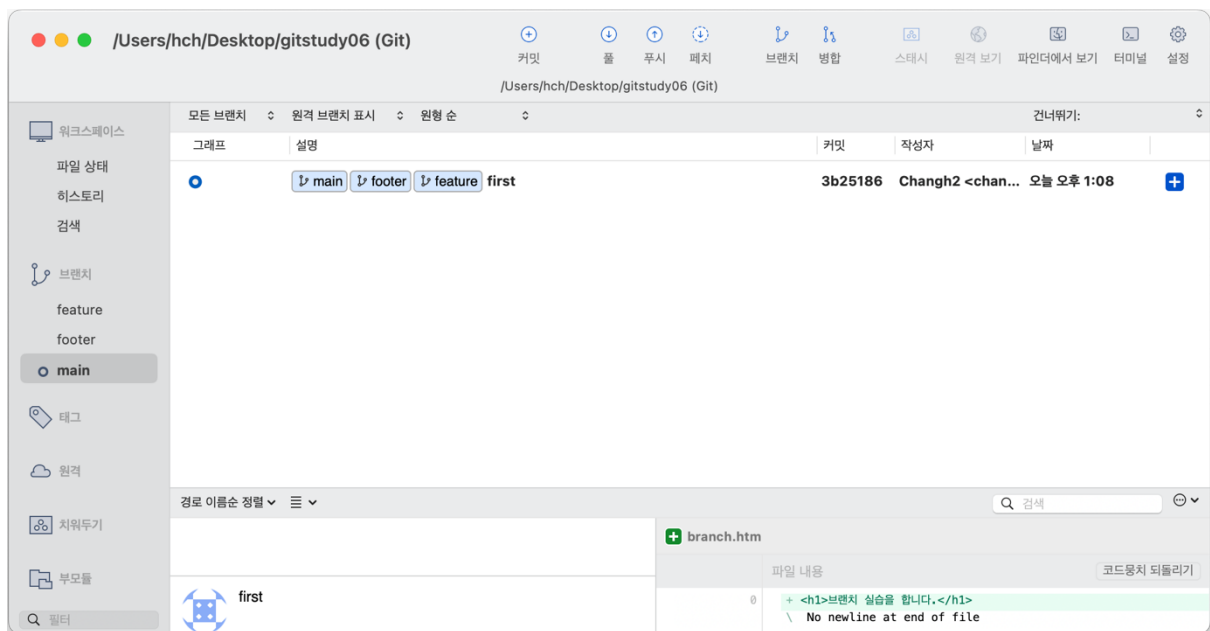 /Users/hch/Desktop/gitstudy06 (Git)
커밋 풀 푸시 페치 브랜치 병합 스태시 원격 보기 파인더에서 보기 터미널 설정
/Users/hch/Desktop/gitstudy06 (Git)
워크스페이스
파일 상태
히스토리
검색
브랜치
feature
footer
main
태그
원격
치워두기
부모듈
필터
모든 브랜치 원격 브랜치 표시 원형 순 건너뛰기:
그래프 설명 커밋 작성자 날짜
main footer feature first 3b25186 Changh2 <chan... 오늘 오후 1:08
경로 이름순 정렬 검색
first
branch.htm
파일 내용 코드뭉치 되돌리기
0 + <h1>브랜치 실습을 합니다.</h1>
\ No newline at end of file